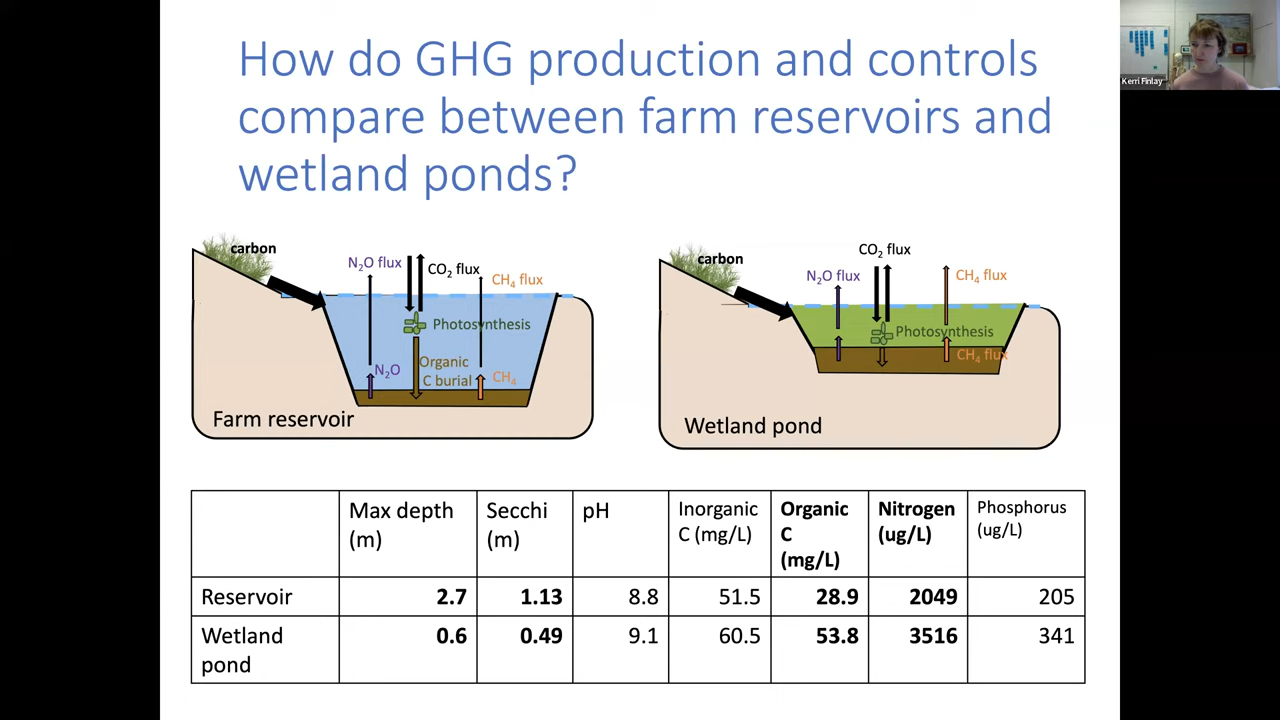 How do GHG production and controls
compare between farm reservoirs and
wetland ponds?
Kerri Finlay
carbon
N₂O flux
CO₂ flux
CH₄ flux
Photosynthesis
Organic
C burial
N₂O
CH₄
Farm reservoir
carbon
CO₂ flux
N₂O flux
CH₄ flux
Photosynthesis
CH₄ flux
Wetland pond
Max depth (m) Secchi (m) pH Inorganic C (mg/L) Organic C (mg/L) Nitrogen (ug/L) Phosphorus (ug/L)
Reservoir 2.7 1.13 8.8 51.5 28.9 2049 205
Wetland pond 0.6 0.49 9.1 60.5 53.8 3516 341